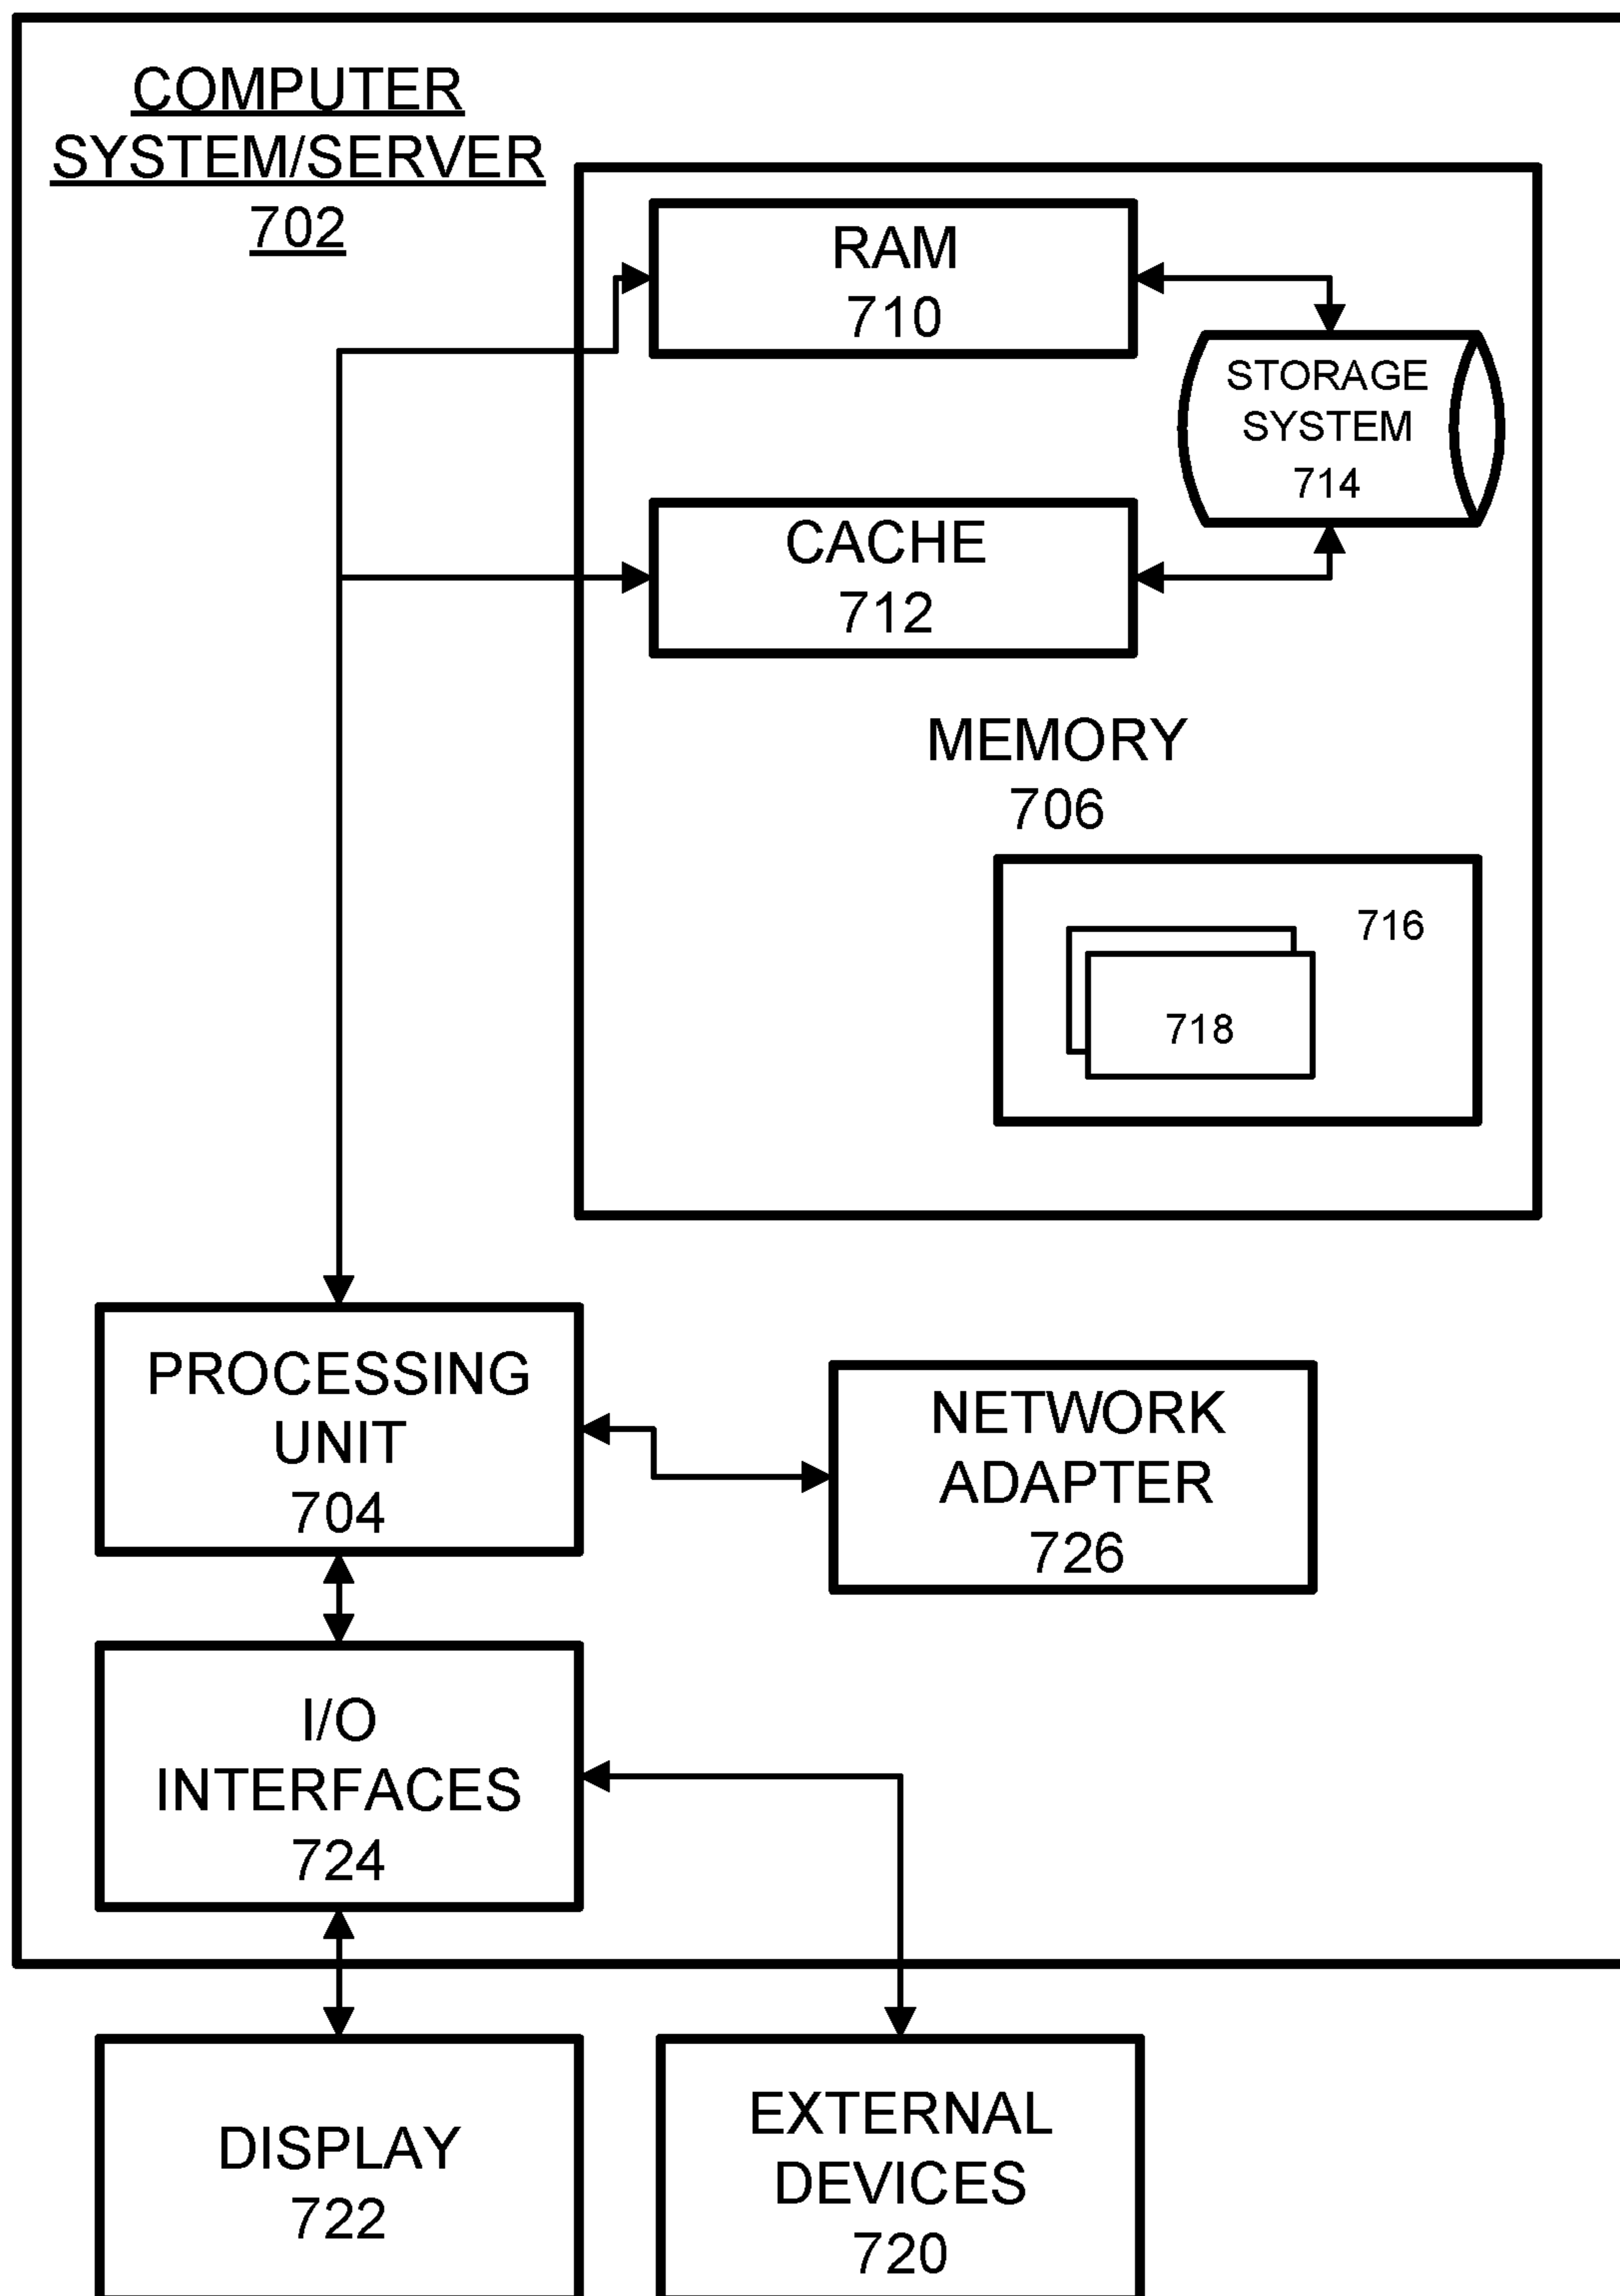 COMPUTER
SYSTEM/SERVER
702
RAM
710
STORAGE
SYSTEM
714
CACHE
712
MEMORY
706
716
718
PROCESSING
UNIT
704
NETWORK
ADAPTER
726
I/O
INTERFACES
724
DISPLAY
722
EXTERNAL
DEVICES
720